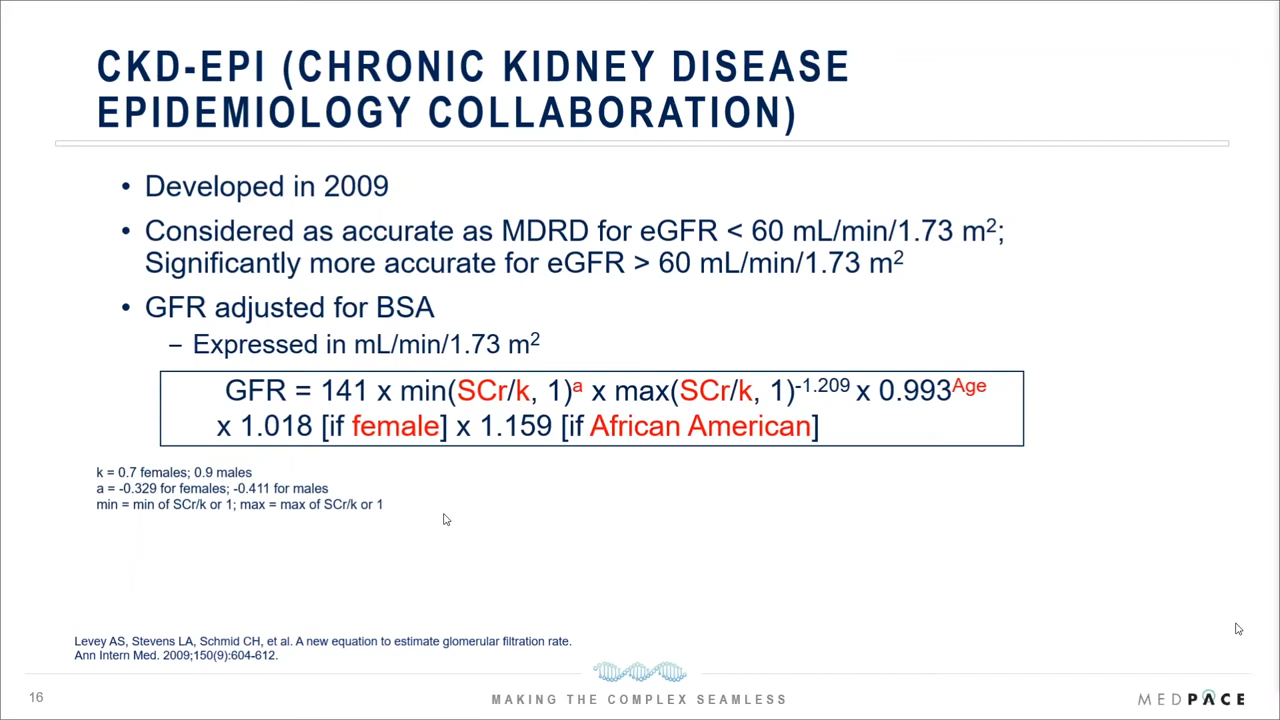 CKD-EPI (CHRONIC KIDNEY DISEASE
EPIDEMIOLOGY COLLABORATION)
• Developed in 2009
• Considered as accurate as MDRD for eGFR < 60 mL/min/1.73 m²;
Significantly more accurate for eGFR > 60 mL/min/1.73 m²
• GFR adjusted for BSA
– Expressed in mL/min/1.73 m²
GFR = 141 x min(SCr/k, 1)ᵃ x max(SCr/k, 1)⁻¹·²⁰⁹ x 0.993ᴬᵍᵉ
x 1.018 [if female] x 1.159 [if African American]
k = 0.7 females; 0.9 males
a = -0.329 for females; -0.411 for males
min = min of SCr/k or 1; max = max of SCr/k or 1
Levey AS, Stevens LA, Schmid CH, et al. A new equation to estimate glomerular filtration rate.
Ann Intern Med. 2009;150(9):604-612.
16
MAKING THE COMPLEX SEAMLESS
MEDPACE